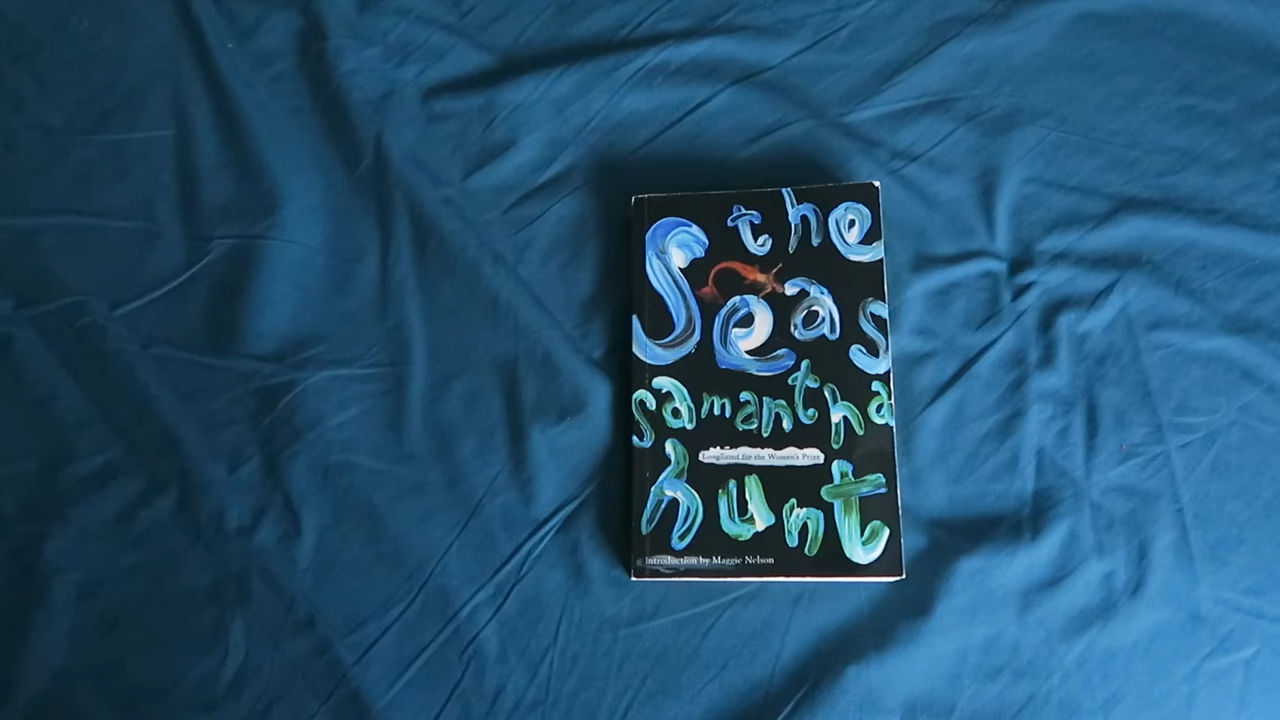 the
Seas
samantha
Longlisted for the Women's Prize
hunt
Introduction by Maggie Nelson